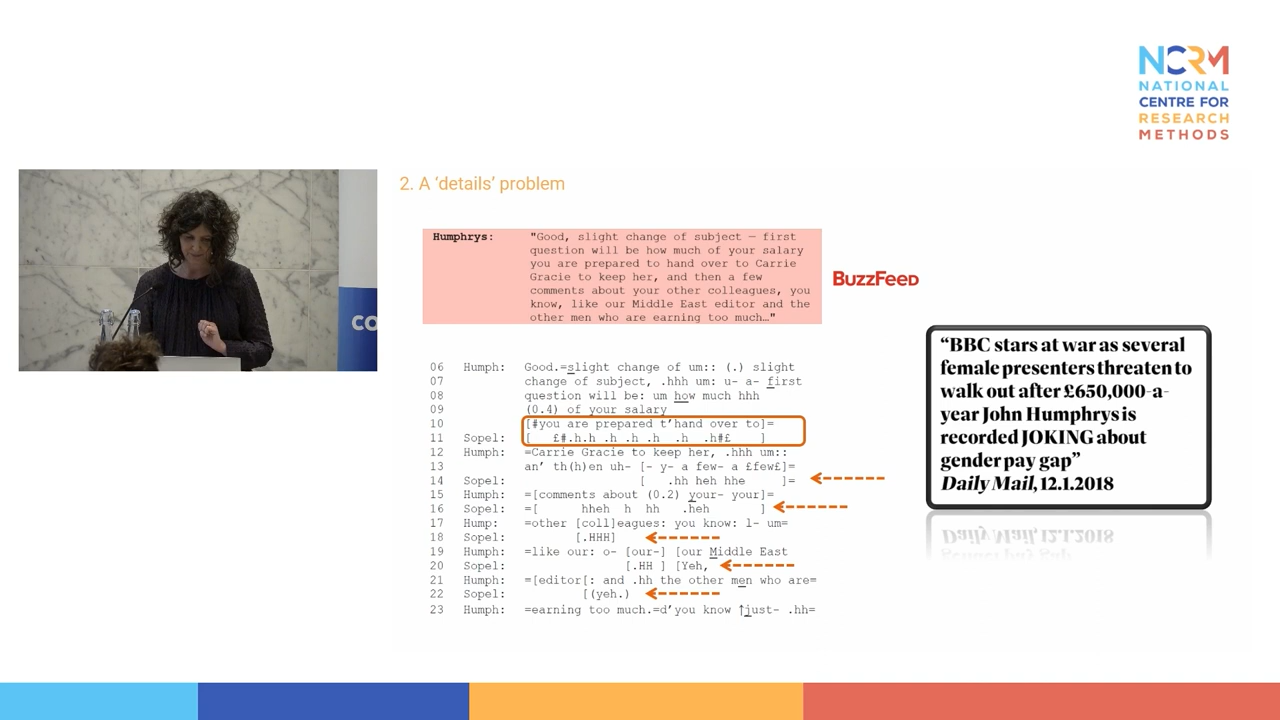 NCRM
NATIONAL
CENTRE FOR
RESEARCH
METHODS
2. A ‘details’ problem
Humphrys: "Good, slight change of subject — first
question will be how much of your salary
you are prepared to hand over to Carrie
Gracie to keep her, and then a few
comments about your other colleagues, you
know, like our Middle East editor and the
other men who are earning too much…"
BuzzFeed
06 Humph: Good.=slight change of um:: (.) slight
07 change of subject, .hhh um: u- a- first
08 question will be: um how much hhh
09 (0.4) of your salary
10 [#you are prepared t’hand over to]=
11 Sopel: [ £#.h.h .h .h .h .h .h#£ ]
12 Humph: =Carrie Gracie to keep her, .hhh um::
13 an’ th(h)en uh- [- y- a few- a £few£]=
14 Sopel: [ .hh heh hhe ]=
15 Humph: =[comments about (0.2) your- your]=
16 Sopel: =[ hheh h hh .heh ]
17 Hump: =other [coll]eagues: you know: l- um=
18 Sopel: [.HHH]
19 Humph: =like our: o- [our-] [our Middle East
20 Sopel: [.HH ] [Yeh,
21 Humph: =[editor[: and .hh the other men who are=
22 Sopel: [(yeh.)
23 Humph: =earning too much.=d’you know ↑just- .hh=
“BBC stars at war as several
female presenters threaten to
walk out after £650,000-a-
year John Humphrys is
recorded JOKING about
gender pay gap”
Daily Mail, 12.1.2018
CO